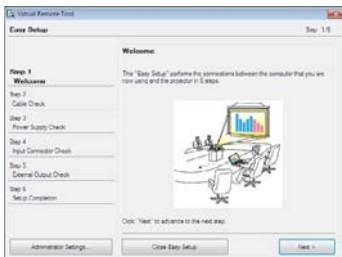 Virtual Remote Tool
Easy Setup
Step 1/6
Step 1
Welcome
Step 2
Cable Check
Step 3
Power Supply Check
Step 4
Input Connector Check
Step 5
External Output Check
Step 6
Setup Completion
Welcome
This "Easy Setup" performs the connections between the computer that you are
now using and the projector in 6 steps.
Click "Next" to advance to the next step.
Administrator Settings...
Close Easy Setup
Next >